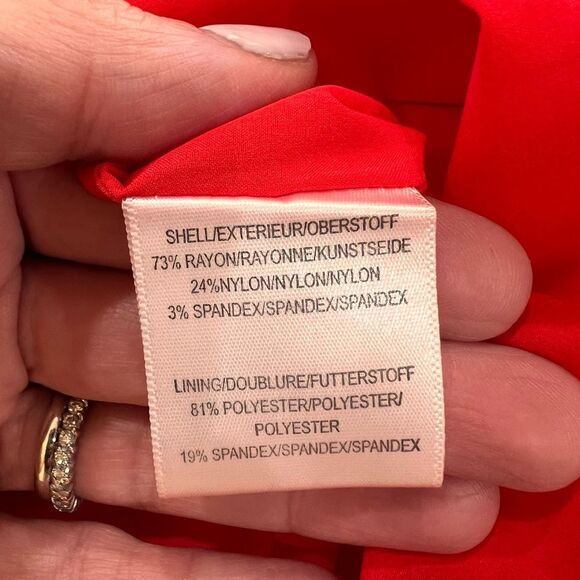 SHELL/EXTERIEUR/OBERSTOFF
73% RAYON/RAYONNE/KUNSTSEIDE
24%NYLON/NYLON/NYLON
3% SPANDEX/SPANDEX/SPANDEX
LINING/DOUBLURE/FUTTERSTOFF
81% POLYESTER/POLYESTER/
POLYESTER
19% SPANDEX/SPANDEX/SPANDEX